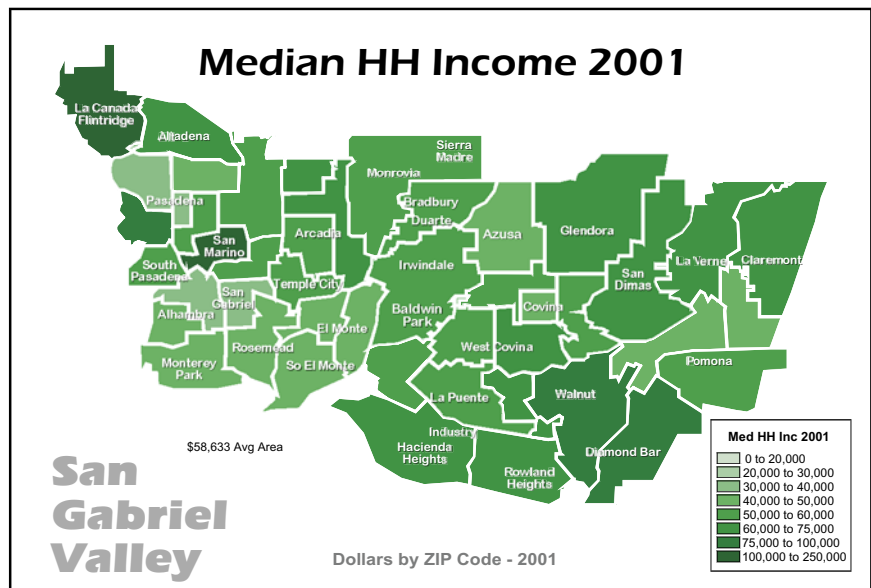 Median HH Income 2001
La Canada
Flintridge
Altadena
Sierra
Madre
Monrovia
Pasadena
Bradbury
Duarte
Azusa
Glendora
Arcadia
San
Marino
La Verne
Claremont
South
Pasadena
Irwindale
San
Dimas
Temple City
San
Gabriel
Alhambra
Baldwin
Park
Covina
El Monte
Rosemead
West Covina
Monterey
Park
So El Monte
Pomona
La Puente
Walnut
Industry
Hacienda
Heights
Diamond Bar
Rowland
Heights
$58,633 Avg Area
San
Gabriel
Valley
Dollars by ZIP Code - 2001
Med HH Inc 2001
0 to 20,000
20,000 to 30,000
30,000 to 40,000
40,000 to 50,000
50,000 to 60,000
60,000 to 75,000
75,000 to 100,000
100,000 to 250,000